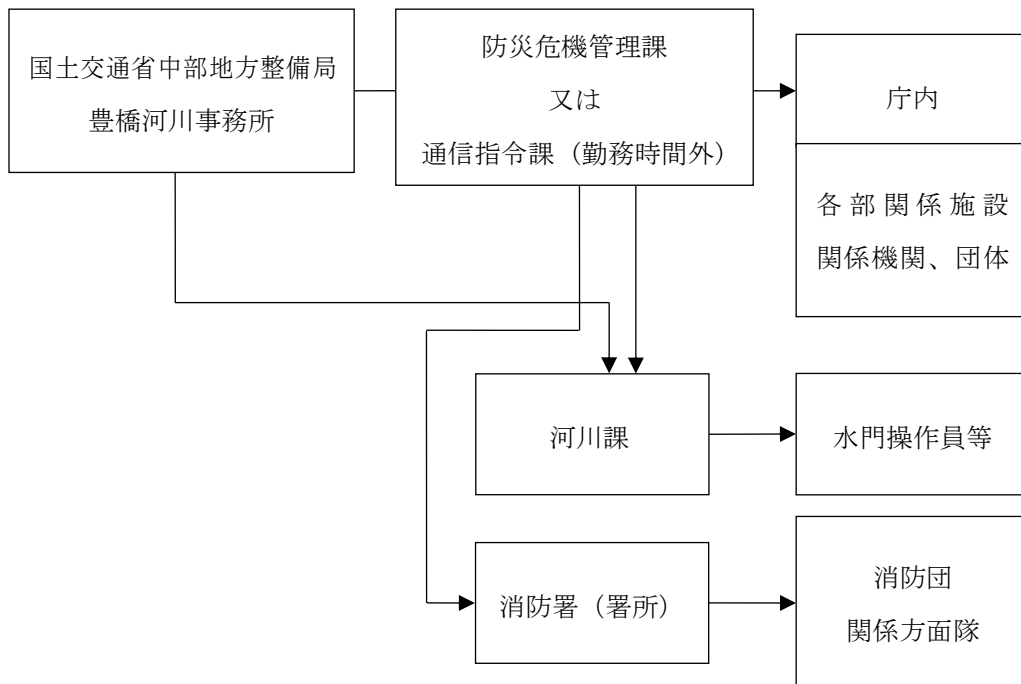 国土交通省中部地方整備局
豊橋河川事務所
防災危機管理課
又は
通信指令課（勤務時間外）
庁内
各部関係施設
関係機関、団体
河川課
水門操作員等
消防署（署所）
消防団
関係方面隊